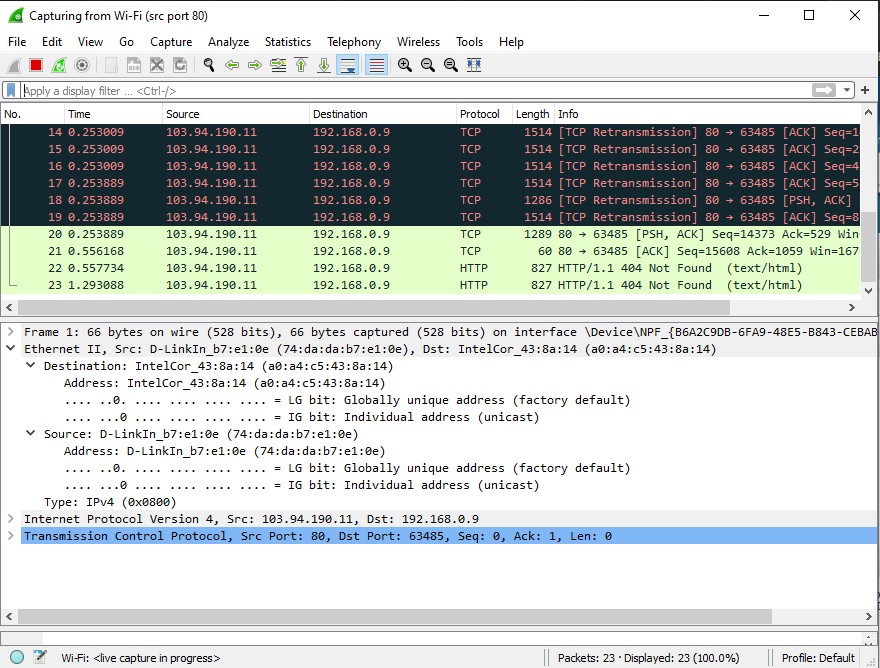 Capturing from Wi-Fi (src port 80)
File Edit View Go Capture Analyze Statistics Telephony Wireless Tools Help
Apply a display filter ... <Ctrl-/>
No. Time Source Destination Protocol Length Info
14 0.253009 103.94.190.11 192.168.0.9 TCP 1514 [TCP Retransmission] 80 → 63485 [ACK] Seq=1
15 0.253009 103.94.190.11 192.168.0.9 TCP 1514 [TCP Retransmission] 80 → 63485 [ACK] Seq=2
16 0.253009 103.94.190.11 192.168.0.9 TCP 1514 [TCP Retransmission] 80 → 63485 [ACK] Seq=4
17 0.253889 103.94.190.11 192.168.0.9 TCP 1514 [TCP Retransmission] 80 → 63485 [ACK] Seq=5
18 0.253889 103.94.190.11 192.168.0.9 TCP 1286 [TCP Retransmission] 80 → 63485 [PSH, ACK]
19 0.253889 103.94.190.11 192.168.0.9 TCP 1514 [TCP Retransmission] 80 → 63485 [ACK] Seq=8
20 0.253889 103.94.190.11 192.168.0.9 TCP 1289 80 → 63485 [PSH, ACK] Seq=14373 Ack=529 Win
21 0.556168 103.94.190.11 192.168.0.9 TCP 60 80 → 63485 [ACK] Seq=15608 Ack=1059 Win=167
22 0.557734 103.94.190.11 192.168.0.9 HTTP 827 HTTP/1.1 404 Not Found (text/html)
23 1.293088 103.94.190.11 192.168.0.9 HTTP 827 HTTP/1.1 404 Not Found (text/html)
Frame 1: 66 bytes on wire (528 bits), 66 bytes captured (528 bits) on interface \Device\NPF_{B6A2C9DB-6FA9-48E5-B843-CEBAB
Ethernet II, Src: D-LinkIn_b7:e1:0e (74:da:da:b7:e1:0e), Dst: IntelCor_43:8a:14 (a0:a4:c5:43:8a:14)
Destination: IntelCor_43:8a:14 (a0:a4:c5:43:8a:14)
Address: IntelCor_43:8a:14 (a0:a4:c5:43:8a:14)
.... ..0. .... .... .... .... = LG bit: Globally unique address (factory default)
.... ...0 .... .... .... .... = IG bit: Individual address (unicast)
Source: D-LinkIn_b7:e1:0e (74:da:da:b7:e1:0e)
Address: D-LinkIn_b7:e1:0e (74:da:da:b7:e1:0e)
.... ..0. .... .... .... .... = LG bit: Globally unique address (factory default)
.... ...0 .... .... .... .... = IG bit: Individual address (unicast)
Type: IPv4 (0x0800)
Internet Protocol Version 4, Src: 103.94.190.11, Dst: 192.168.0.9
Transmission Control Protocol, Src Port: 80, Dst Port: 63485, Seq: 0, Ack: 1, Len: 0
Wi-Fi: <live capture in progress> Packets: 23 · Displayed: 23 (100.0%) Profile: Default